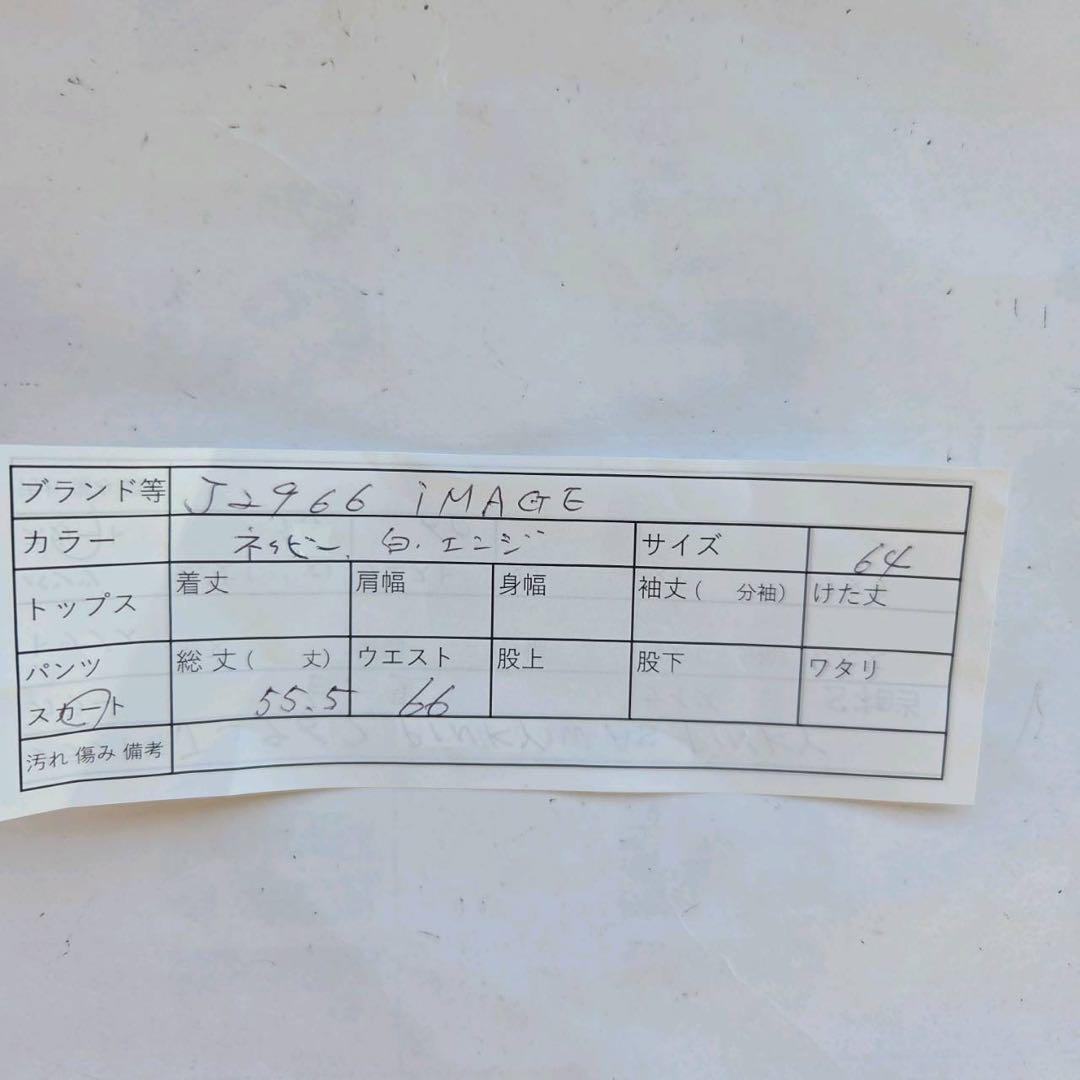 ブランド等 J2966 iMAGE
カラー ネッビー、白、エンジ サイズ 64
トップス 着丈 肩幅 身幅 袖丈( 分袖) けた丈
パンツ 総丈( 丈) ウエスト 股上 股下 ワタリ
スカート 55.5 66
汚れ 傷み 備考